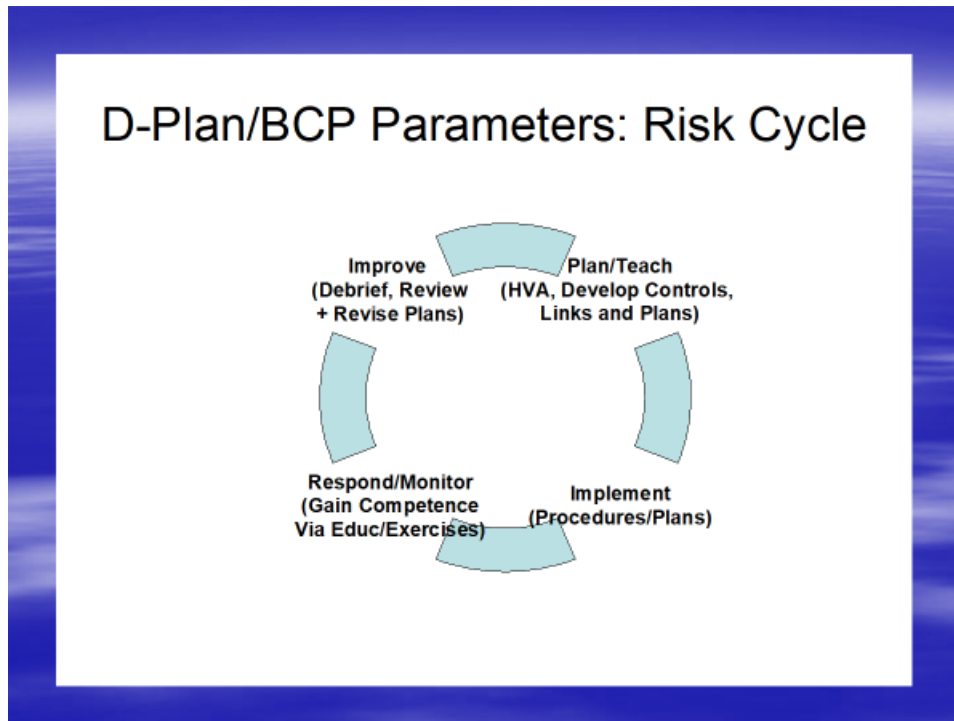 D-Plan/BCP Parameters: Risk Cycle
Improve
(Debrief, Review
+ Revise Plans)
Plan/Teach
(HVA, Develop Controls,
Links and Plans)
Respond/Monitor
(Gain Competence
Via Educ/Exercises)
Implement
(Procedures/Plans)